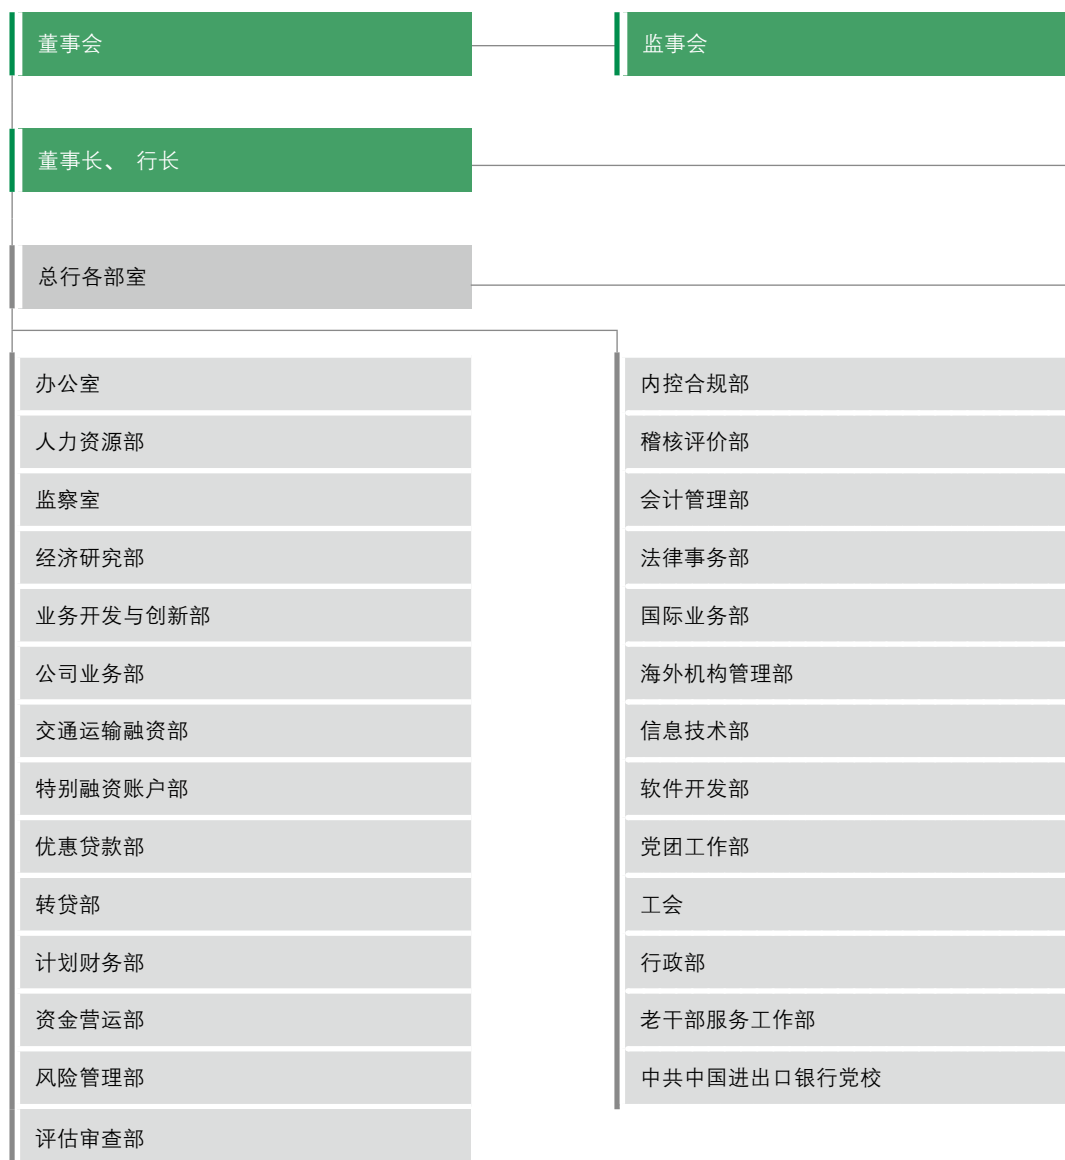 董事会
监事会
董事长、 行长
总行各部室
办公室
人力资源部
监察室
经济研究部
业务开发与创新部
公司业务部
交通运输融资部
特别融资账户部
优惠贷款部
转贷部
计划财务部
资金营运部
风险管理部
评估审查部
内控合规部
稽核评价部
会计管理部
法律事务部
国际业务部
海外机构管理部
信息技术部
软件开发部
党团工作部
工会
行政部
老干部服务工作部
中共中国进出口银行党校